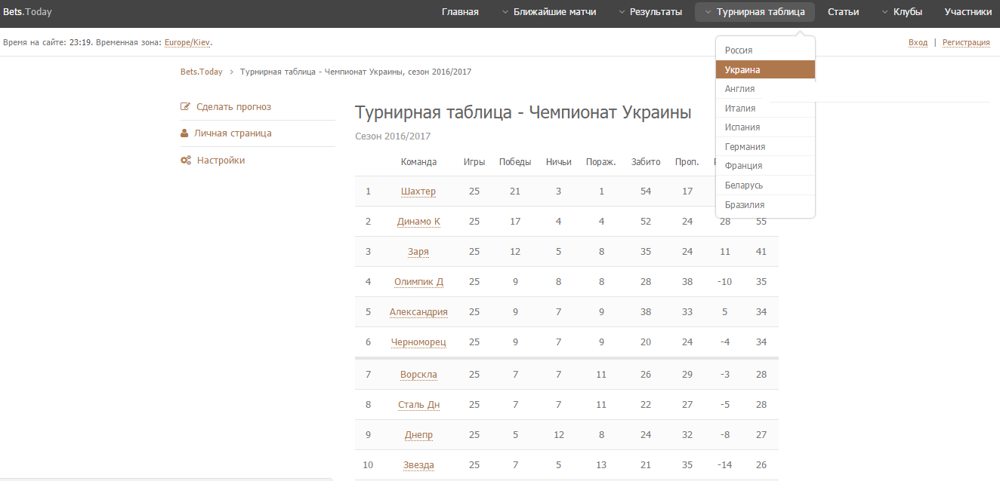 Bets.Today Главная Ближайшие матчи Результаты Турнирная таблица Статьи Клубы Участники
Время на сайте: 23:19. Временная зона: Europe/Kiev. Вход | Регистрация
Россия
Украина
Англия
Италия
Испания
Германия
Франция
Беларусь
Бразилия
Bets.Today > Турнирная таблица - Чемпионат Украины, сезон 2016/2017
Сделать прогноз
Личная страница
Настройки
Турнирная таблица - Чемпионат Украины
Сезон 2016/2017
Команда Игры Победы Ничьи Пораж. Забито Проп.
1 Шахтер 25 21 3 1 54 17
2 Динамо К 25 17 4 4 52 24 28 55
3 Заря 25 12 5 8 35 24 11 41
4 Олимпик Д 25 9 8 8 28 38 -10 35
5 Александрия 25 9 7 9 38 33 5 34
6 Черноморец 25 9 7 9 20 24 -4 34
7 Ворскла 25 7 7 11 26 29 -3 28
8 Сталь Дн 25 7 7 11 22 27 -5 28
9 Днепр 25 5 12 8 24 32 -8 27
10 Звезда 25 7 5 13 21 35 -14 26